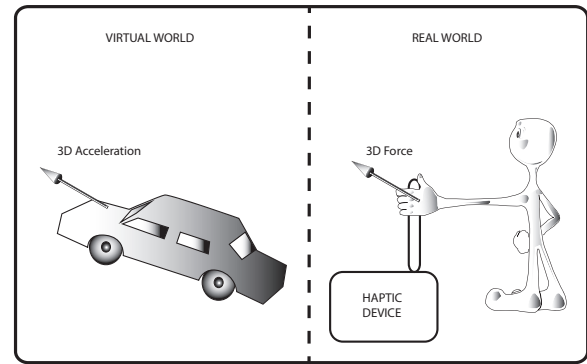 VIRTUAL WORLD
REAL WORLD
3D Acceleration
3D Force
HAPTIC
DEVICE